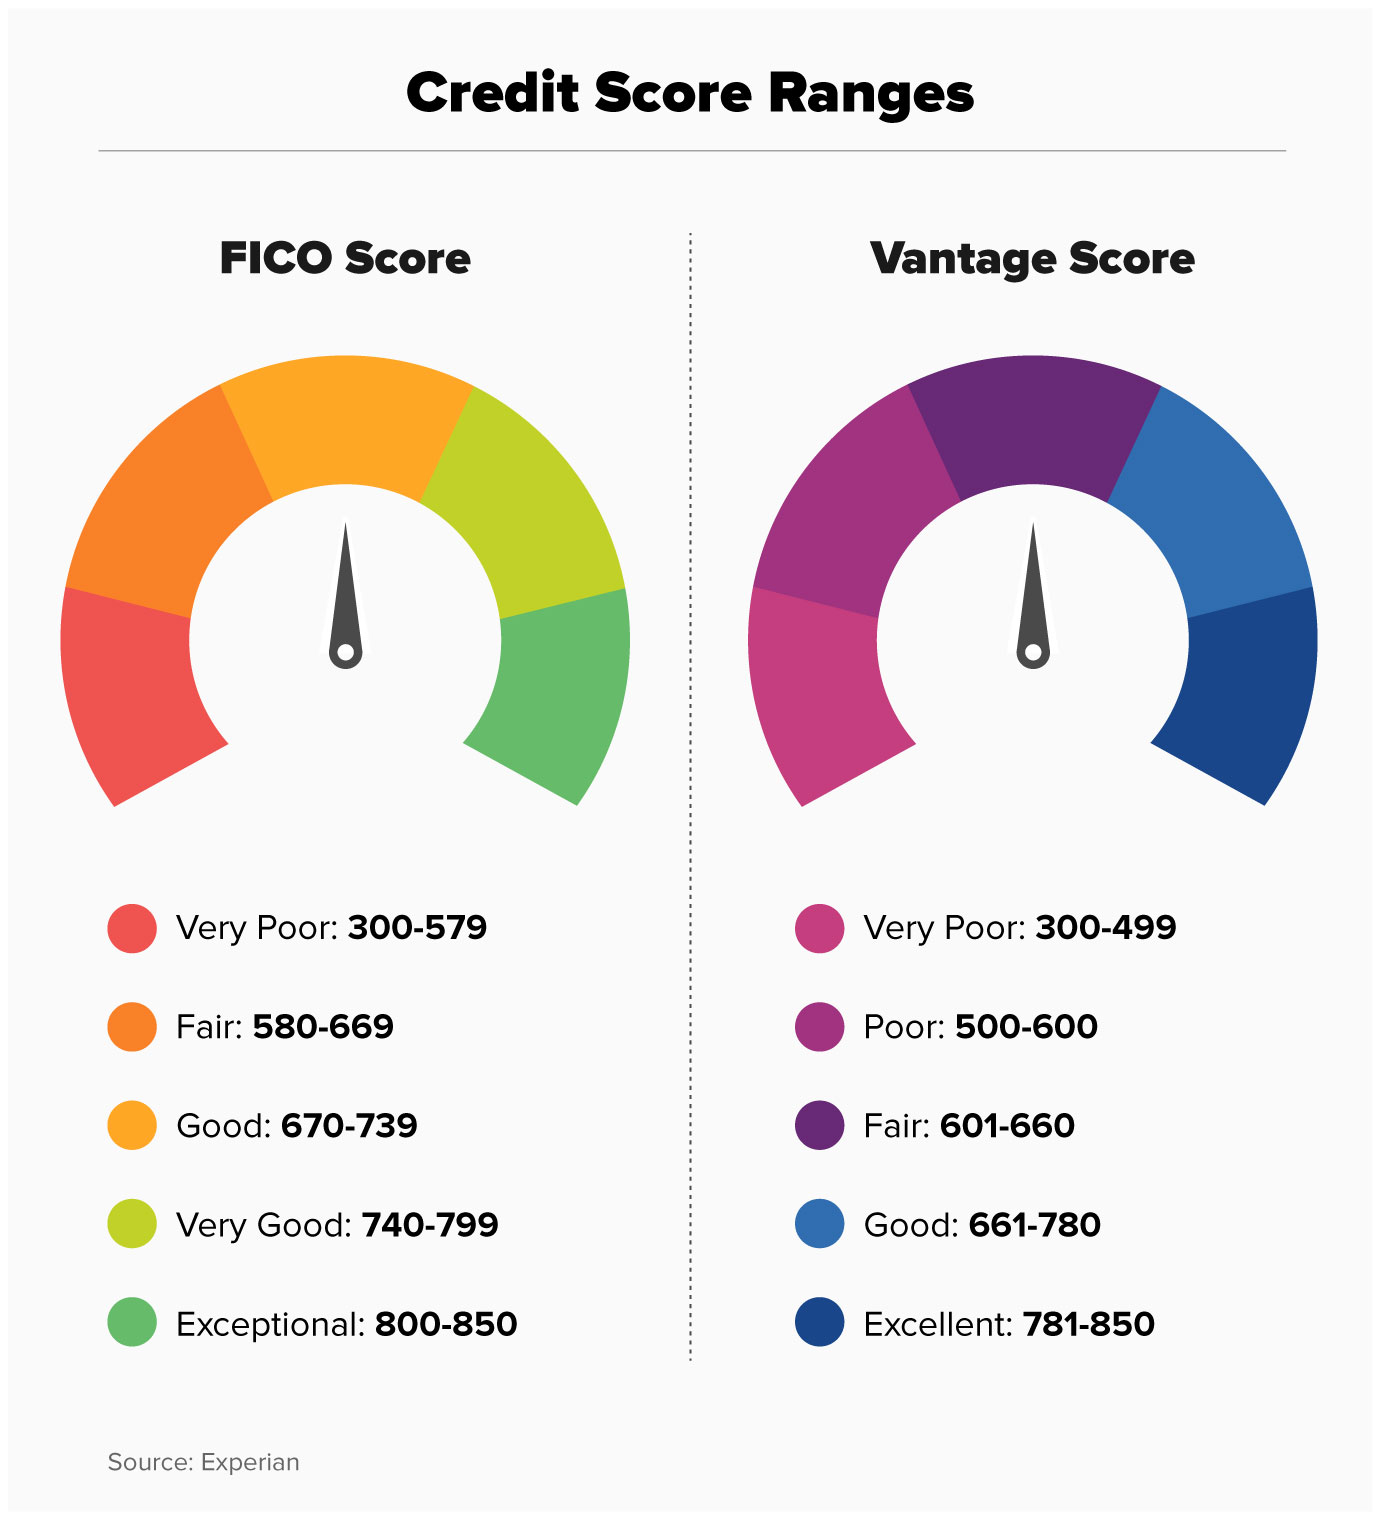 Credit Score Ranges
FICO Score
Very Poor: 300-579
Fair: 580-669
Good: 670-739
Very Good: 740-799
Exceptional: 800-850
Vantage Score
Very Poor: 300-499
Poor: 500-600
Fair: 601-660
Good: 661-780
Excellent: 781-850
Source: Experian